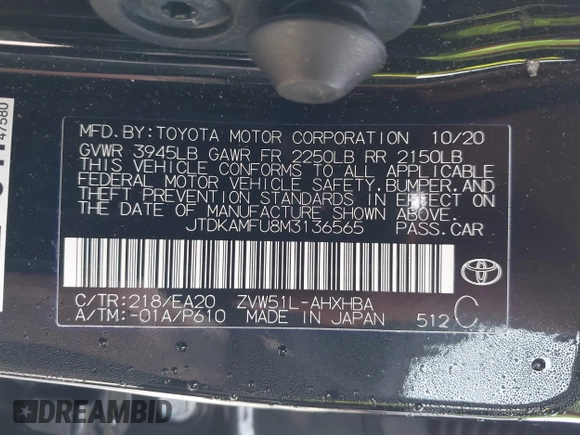 47580
MFD.BY:TOYOTA MOTOR CORPORATION 10/20
GVWR 3945LB GAWR FR 2250LB RR 2150LB
THIS VEHICLE CONFORMS TO ALL APPLICABLE
FEDERAL MOTOR VEHICLE SAFETY,BUMPER,AND
THEFT PREVENTION STANDARDS IN EFFECT ON
THE DATE OF MANUFACTURE SHOWN ABOVE.
JTDKAMFU8M3136565 PASS.CAR
C/TR:218/EA20 ZVW51L-AHXHBA
A/TM:-01A/P610 MADE IN JAPAN 512 C
DREAMBID